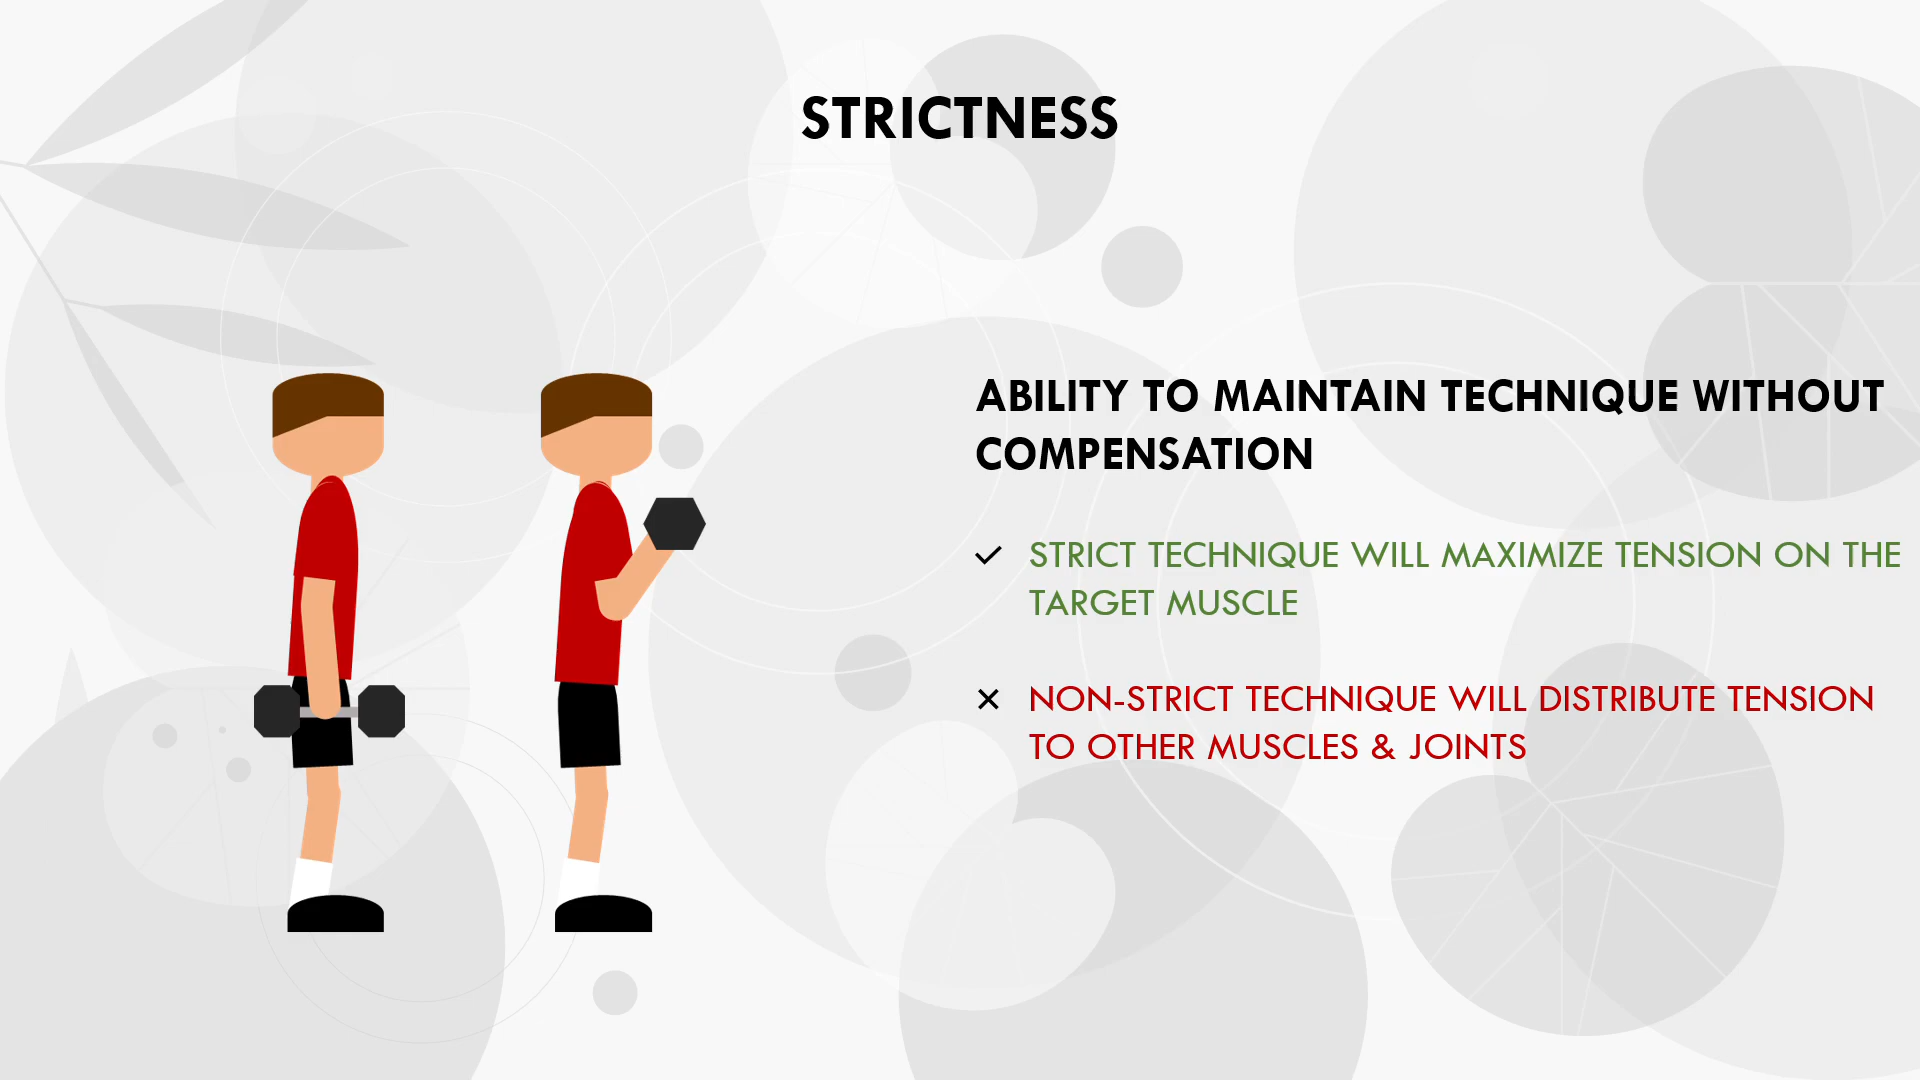 STRICTNESS
ABILITY TO MAINTAIN TECHNIQUE WITHOUT
COMPENSATION
STRICT TECHNIQUE WILL MAXIMIZE TENSION ON THE
TARGET MUSCLE
NON-STRICT TECHNIQUE WILL DISTRIBUTE TENSION
TO OTHER MUSCLES & JOINTS